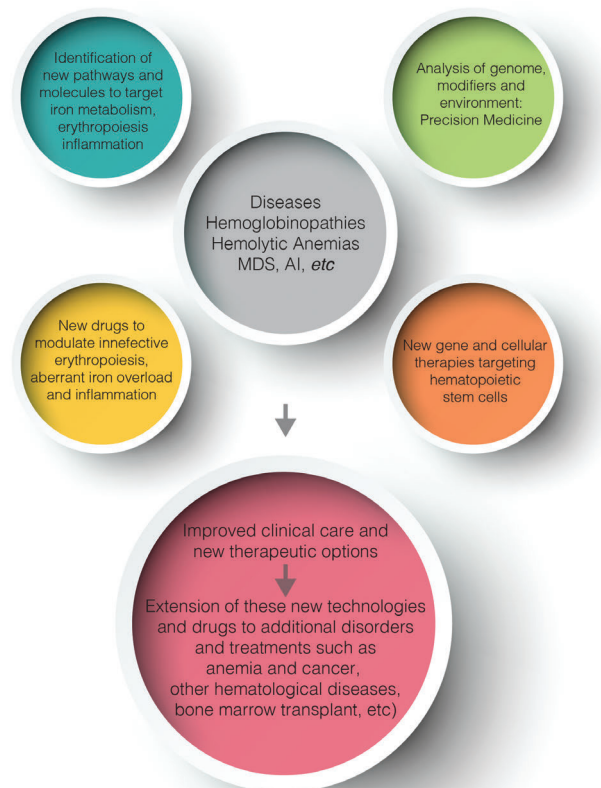 Identification of
new pathways and
molecules to target
iron metabolism,
erythropoiesis
inflammation
Analysis of genome,
modifiers and
environment:
Precision Medicine
Diseases
Hemoglobinopathies
Hemolytic Anemias
MDS, AI, etc
New drugs to
modulate innefective
erythropoiesis,
aberrant iron overload
and inflammation
New gene and cellular
therapies targeting
hematopoietic
stem cells
Improved clinical care and
new therapeutic options
Extension of these new technologies
and drugs to additional disorders
and treatments such as
anemia and cancer,
other hematological diseases,
bone marrow transplant, etc)